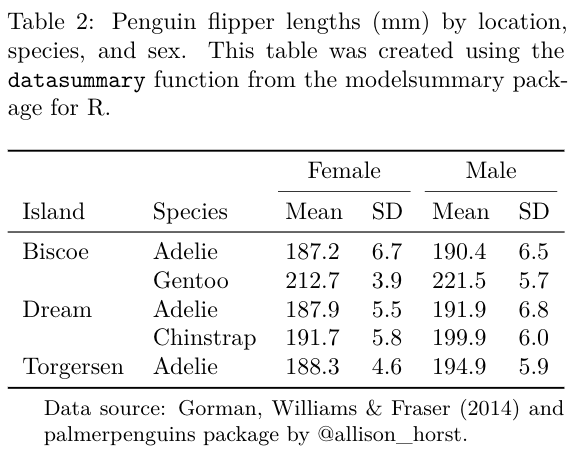 Table 2: Penguin flipper lengths (mm) by location,
species, and sex. This table was created using the
datasummary function from the modelsummary pack-
age for R.
Female Male
Island Species Mean SD Mean SD
Biscoe Adelie 187.2 6.7 190.4 6.5
Gentoo 212.7 3.9 221.5 5.7
Dream Adelie 187.9 5.5 191.9 6.8
Chinstrap 191.7 5.8 199.9 6.0
Torgersen Adelie 188.3 4.6 194.9 5.9
Data source: Gorman, Williams & Fraser (2014) and
palmerpenguins package by @allison_horst.